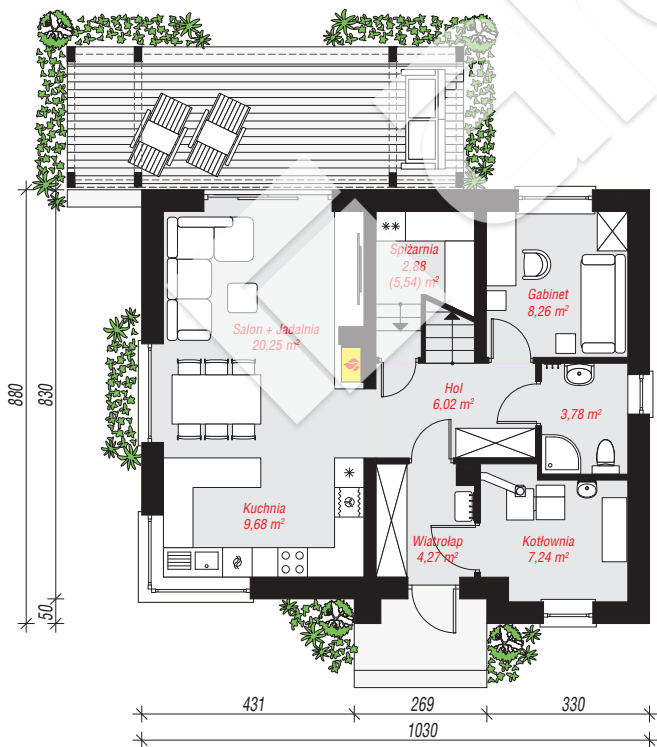 Spiżarnia
2,88
(5,54) m²
Gabinet
8,26 m²
Salon + Jadalnia
20,25 m²
Hol
6,02 m²
3,78 m²
Kuchnia
9,68 m²
Wiatrołap
4,27 m²
Kotłownia
7,24 m²
880
830
50
431
269
330
1030